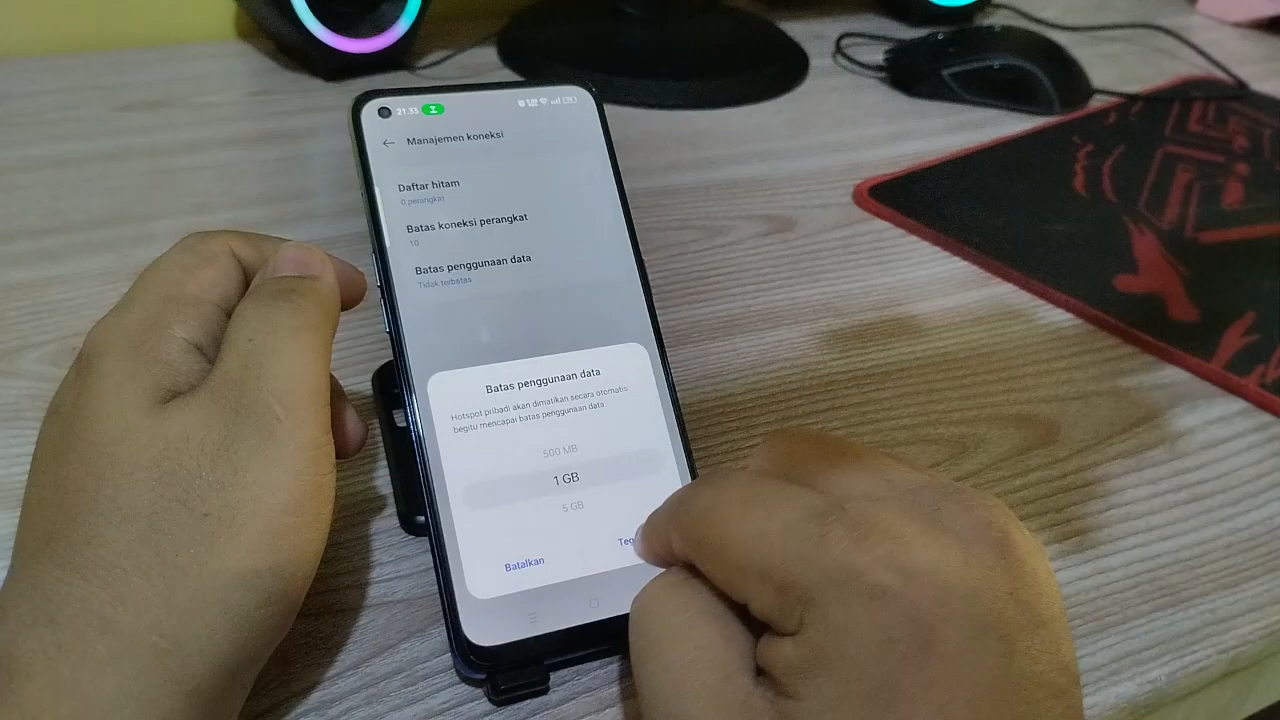 21.33
Manajemen koneksi
Daftar hitam
0 perangkat
Batas koneksi perangkat
10
Batas penggunaan data
Tidak terbatas
Batas penggunaan data
Hotspot pribadi akan dimatikan secara otomatis
begitu mencapai batas penggunaan data
500 MB
1 GB
5 GB
Batalkan